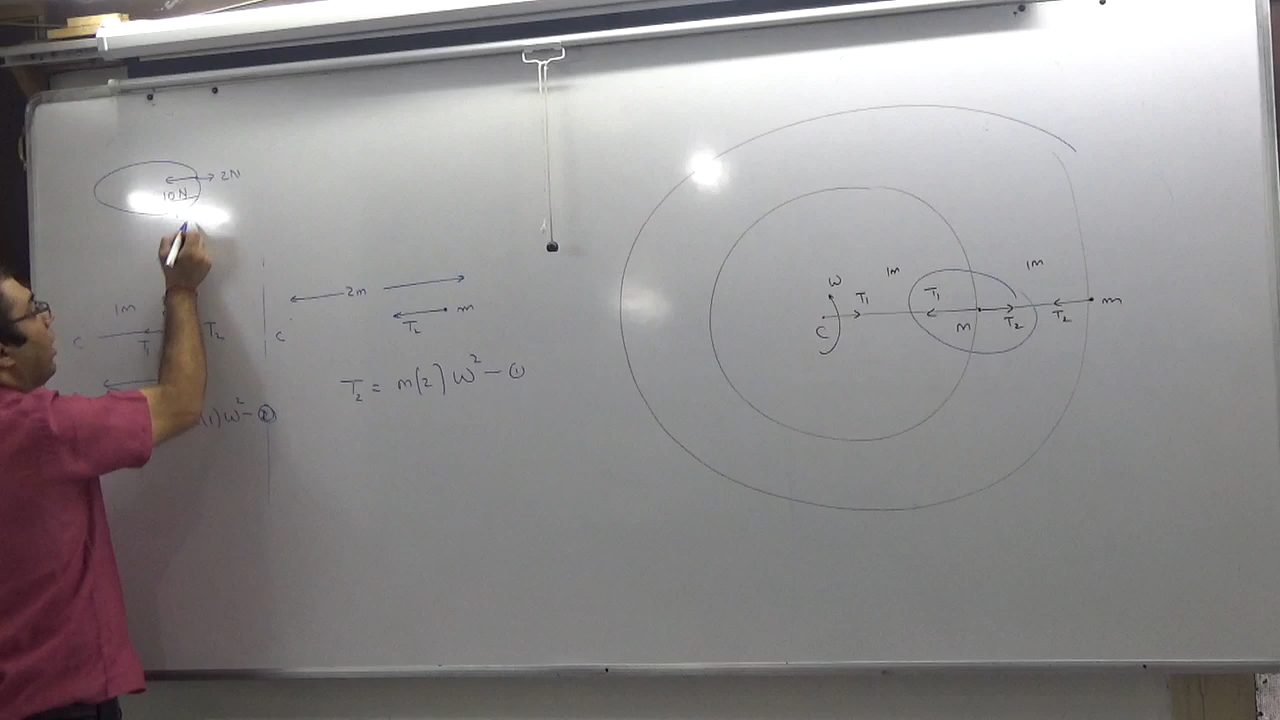 2N
10N
1m
C
T₁
T₂
(1)ω² – ②
2m
C
T₂
m
T₂ = m(2)ω² – ①
ω
1m
1m
T₁
T₁
C
m
T₂
T₂
m